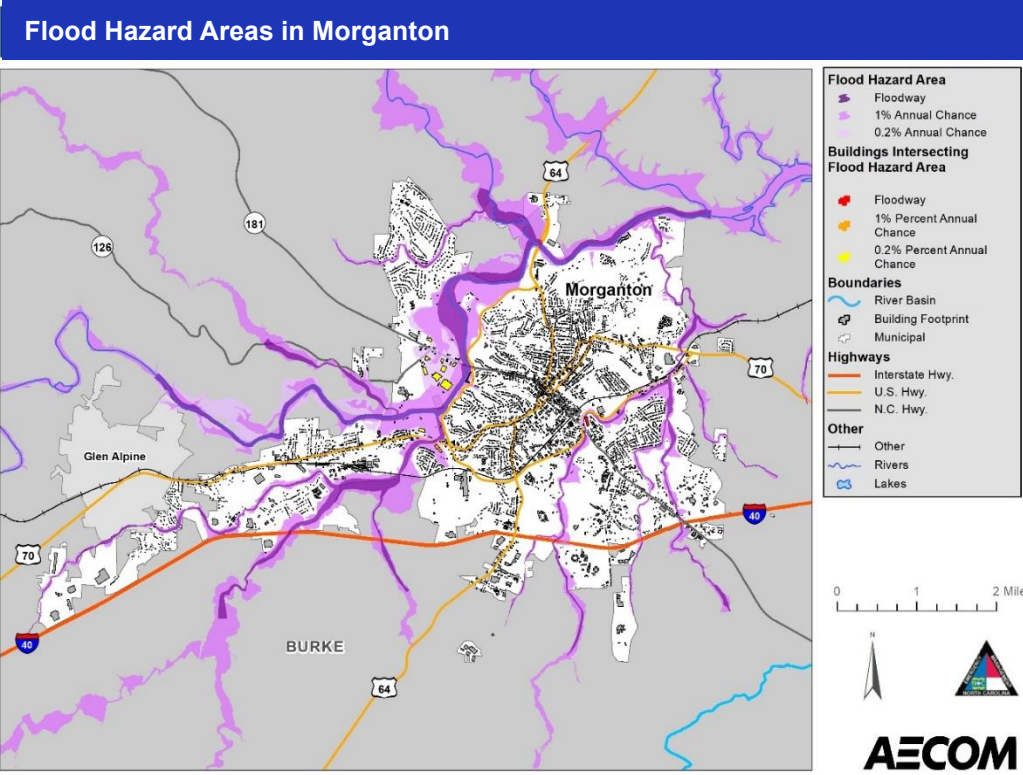 Flood Hazard Areas in Morganton
64
181
126
Morganton
70
Glen Alpine
40
70
40
BURKE
64
Flood Hazard Area
Floodway
1% Annual Chance
0.2% Annual Chance
Buildings Intersecting
Flood Hazard Area
Floodway
1% Percent Annual
Chance
0.2% Percent Annual
Chance
Boundaries
River Basin
Building Footprint
Municipal
Highways
Interstate Hwy.
U.S. Hwy.
N.C. Hwy.
Other
Other
Rivers
Lakes
0 1 2 Mile
N
NORTH CAROLINA
AECOM